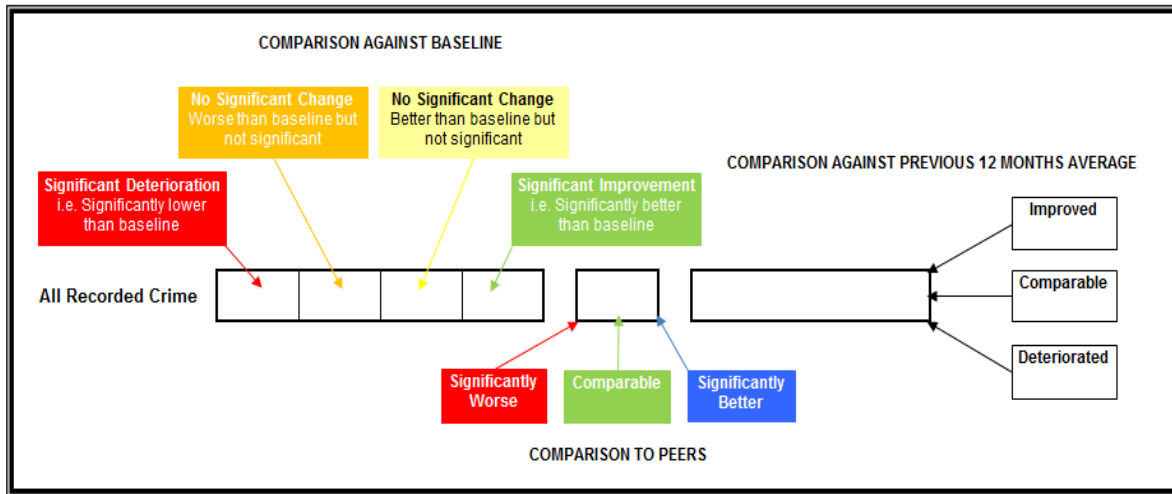 COMPARISON AGAINST BASELINE
No Significant Change
Worse than baseline but
not significant
No Significant Change
Better than baseline but
not significant
COMPARISON AGAINST PREVIOUS 12 MONTHS AVERAGE
Significant Deterioration
i.e. Significantly lower
than baseline
Significant Improvement
i.e. Significantly better
than baseline
Improved
All Recorded Crime
Comparable
Deteriorated
Significantly
Worse
Comparable
Significantly
Better
COMPARISON TO PEERS